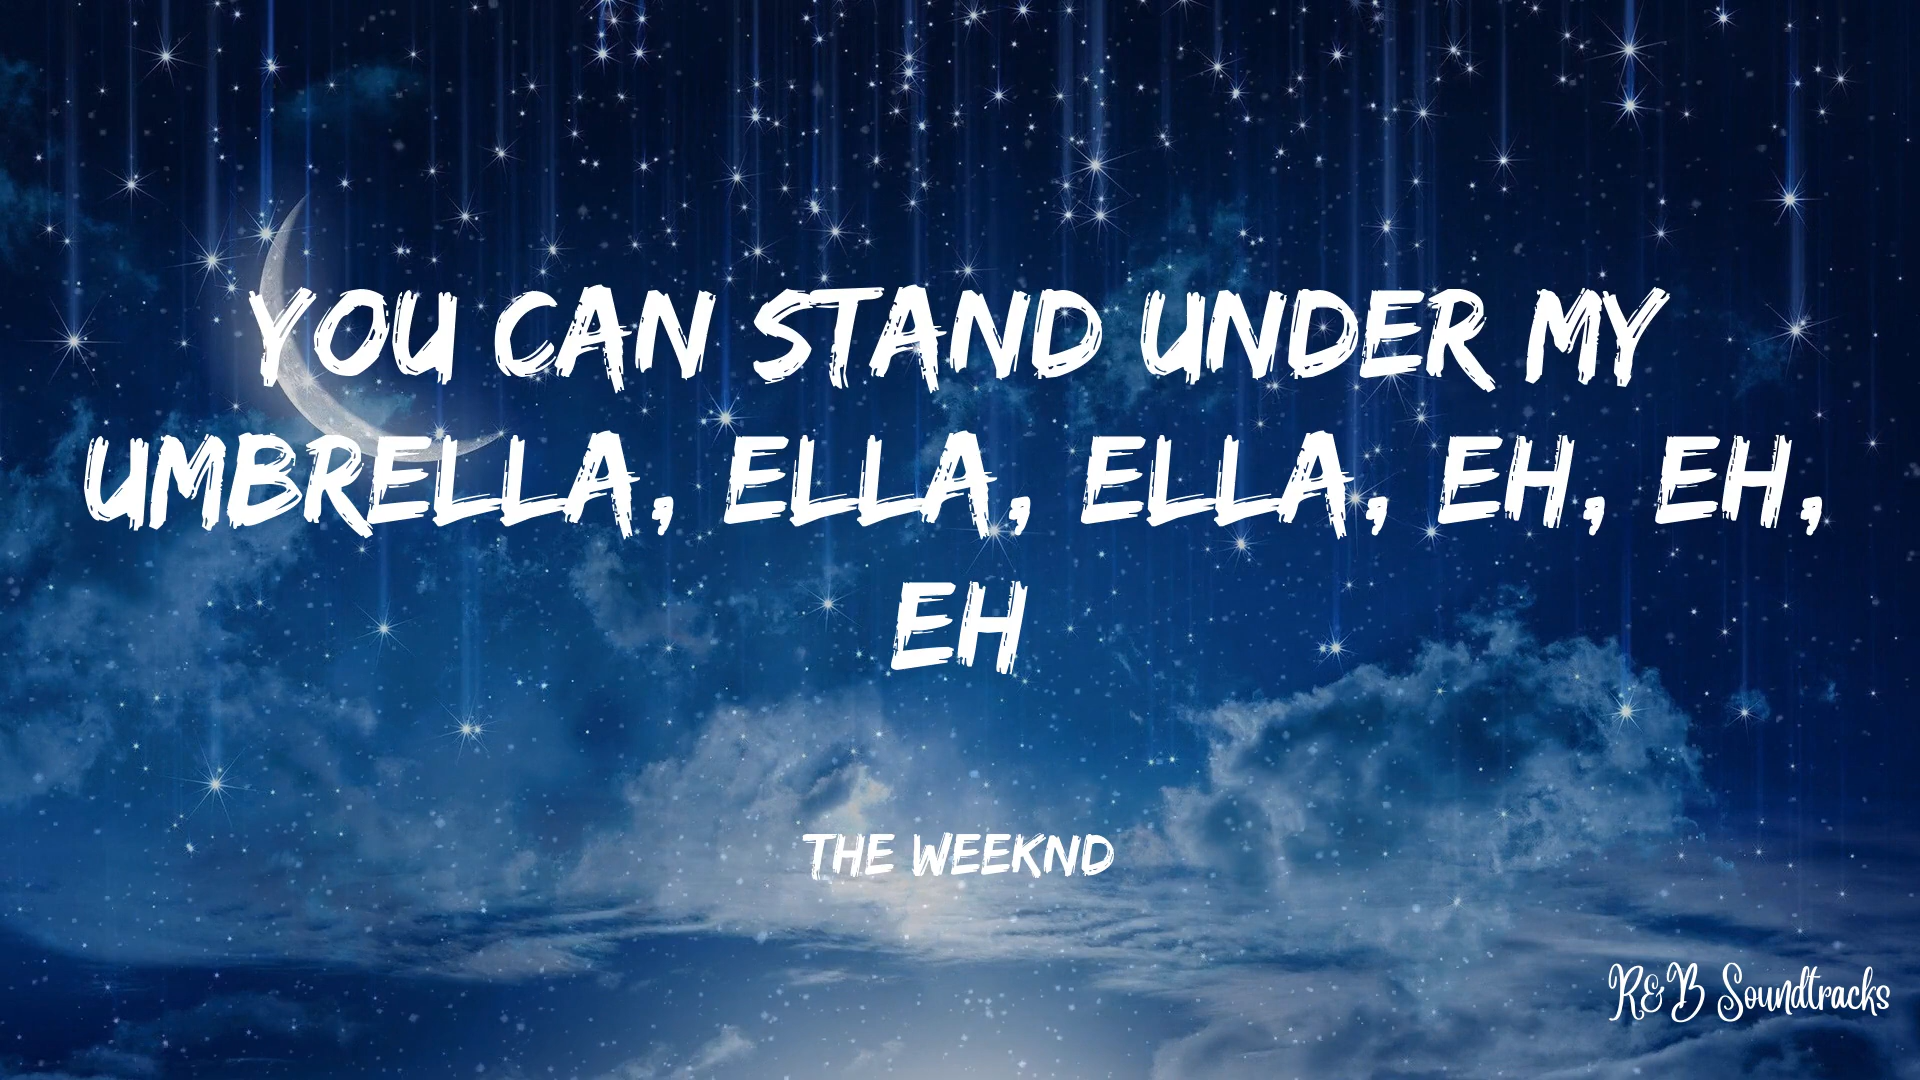 YOU CAN STAND UNDER MY
UMBRELLA, ELLA, ELLA, EH, EH,
EH
THE WEEKND
R&B Soundtracks